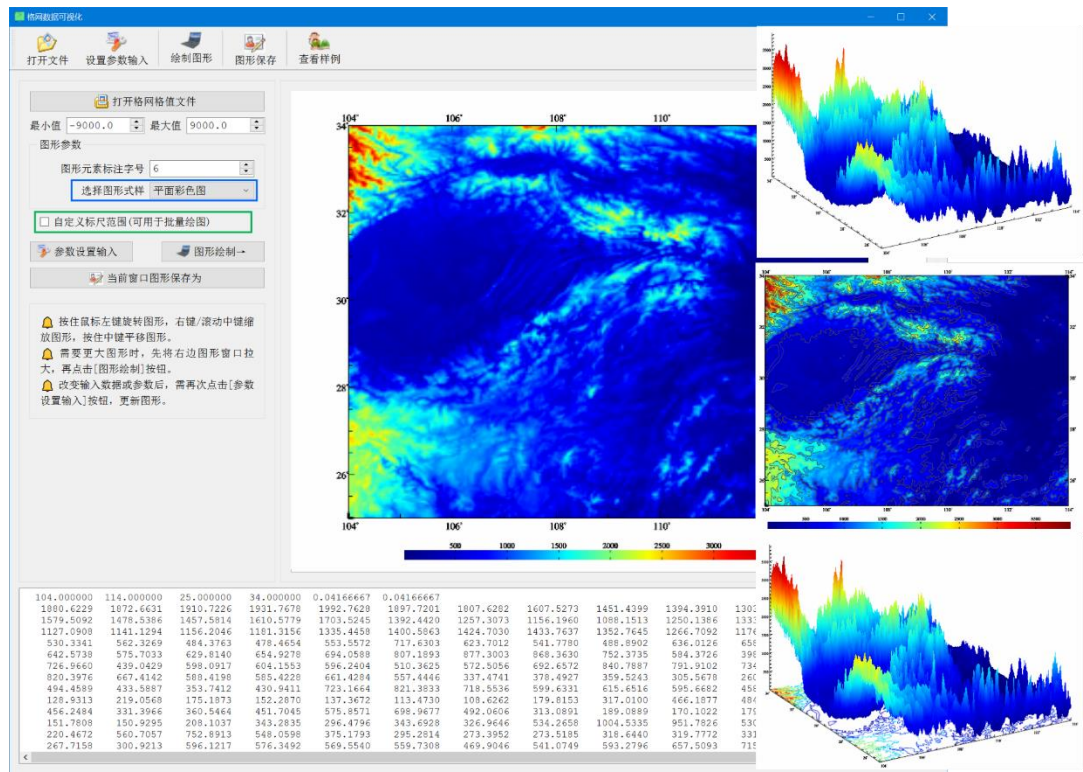 格网数据可视化
打开文件 设置参数输入 绘制图形 图形保存 查看样例
打开格网格值文件
最小值 -9000.0 最大值 9000.0
图形参数
图形元素标注字号 6
选择图形式样 平面彩色图
自定义标尺范围(可用于批量绘图)
参数设置输入 图形绘制→
当前窗口图形保存为
按住鼠标左键旋转图形，右键/滚动中键缩
放图形，按住中键平移图形。
需要更大图形时，先将右边图形窗口拉
大，再点击[图形绘制]按钮。
改变输入数据或参数后，需再次点击[参数
设置输入]按钮，更新图形。
104° 106° 108° 110°
34°
32°
30°
28°
26°
104° 106° 108° 110°
500 1000 1500 2000 2500 3000
104° 106° 108° 110° 112° 114°
104.000000 114.000000 25.000000 34.000000 0.04166667 0.04166667
1880.6229 1872.6631 1910.7226 1931.7678 1992.7628 1897.7201 1807.6282 1607.5273 1451.4399 1394.3910
1579.5092 1478.5386 1457.5814 1610.5779 1703.5245 1392.4420 1257.3073 1156.1960 1088.1513 1250.1386
1127.0908 1141.1294 1156.2046 1181.3156 1335.4458 1400.5863 1424.7030 1433.7637 1352.7645 1266.7092
530.3341 562.3269 484.3763 478.4654 553.5572 717.6303 623.7012 541.7780 488.8902 636.0126
642.5738 575.7033 629.8140 654.9278 694.0588 807.1893 877.3003 868.3630 752.3735 584.3726
726.9660 439.0429 598.0917 604.1553 596.2404 510.3625 572.5056 692.6572 840.7887 791.9102
820.3976 667.4142 588.4198 585.4228 661.4284 557.4446 337.4741 378.4927 359.5243 305.5678
494.4589 433.5887 353.7412 430.9411 723.1664 821.3833 718.5536 599.6331 615.6516 595.6682
128.9313 219.0568 175.1873 152.2870 137.3672 113.4730 108.6262 179.8153 317.0100 466.1877
456.2484 331.3966 360.5464 451.7045 575.8571 698.9677 492.0606 313.0891 189.0889 170.1022
151.7808 150.9295 208.1037 343.2835 296.4796 343.6928 326.9646 534.2658 1004.5335 951.7826
220.4672 560.7057 752.8913 548.0598 375.1795 295.2814 273.3952 273.5185 318.6440 319.7772
267.7158 300.9213 596.1217 576.3492 569.5540 559.7308 469.9046 541.0749 593.2796 657.5093